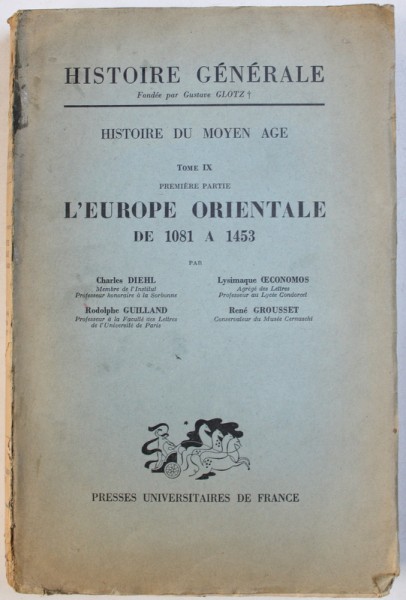 HISTOIRE GÉNÉRALE
Fondée par Gustave GLOTZ †
HISTOIRE DU MOYEN AGE
TOME IX
PREMIÈRE PARTIE
L'EUROPE ORIENTALE
DE 1081 A 1453
PAR
Charles DIEHL
Membre de l'Institut
Professeur honoraire à la Sorbonne
Lysimaque ŒCONOMOS
Agrégé des Lettres
Professeur au Lycée Condorcet
Rodolphe GUILLAND
Professeur à la Faculté des Lettres
de l'Université de Paris
René GROUSSET
Conservateur du Musée Cernuschi
PRESSES UNIVERSITAIRES DE FRANCE